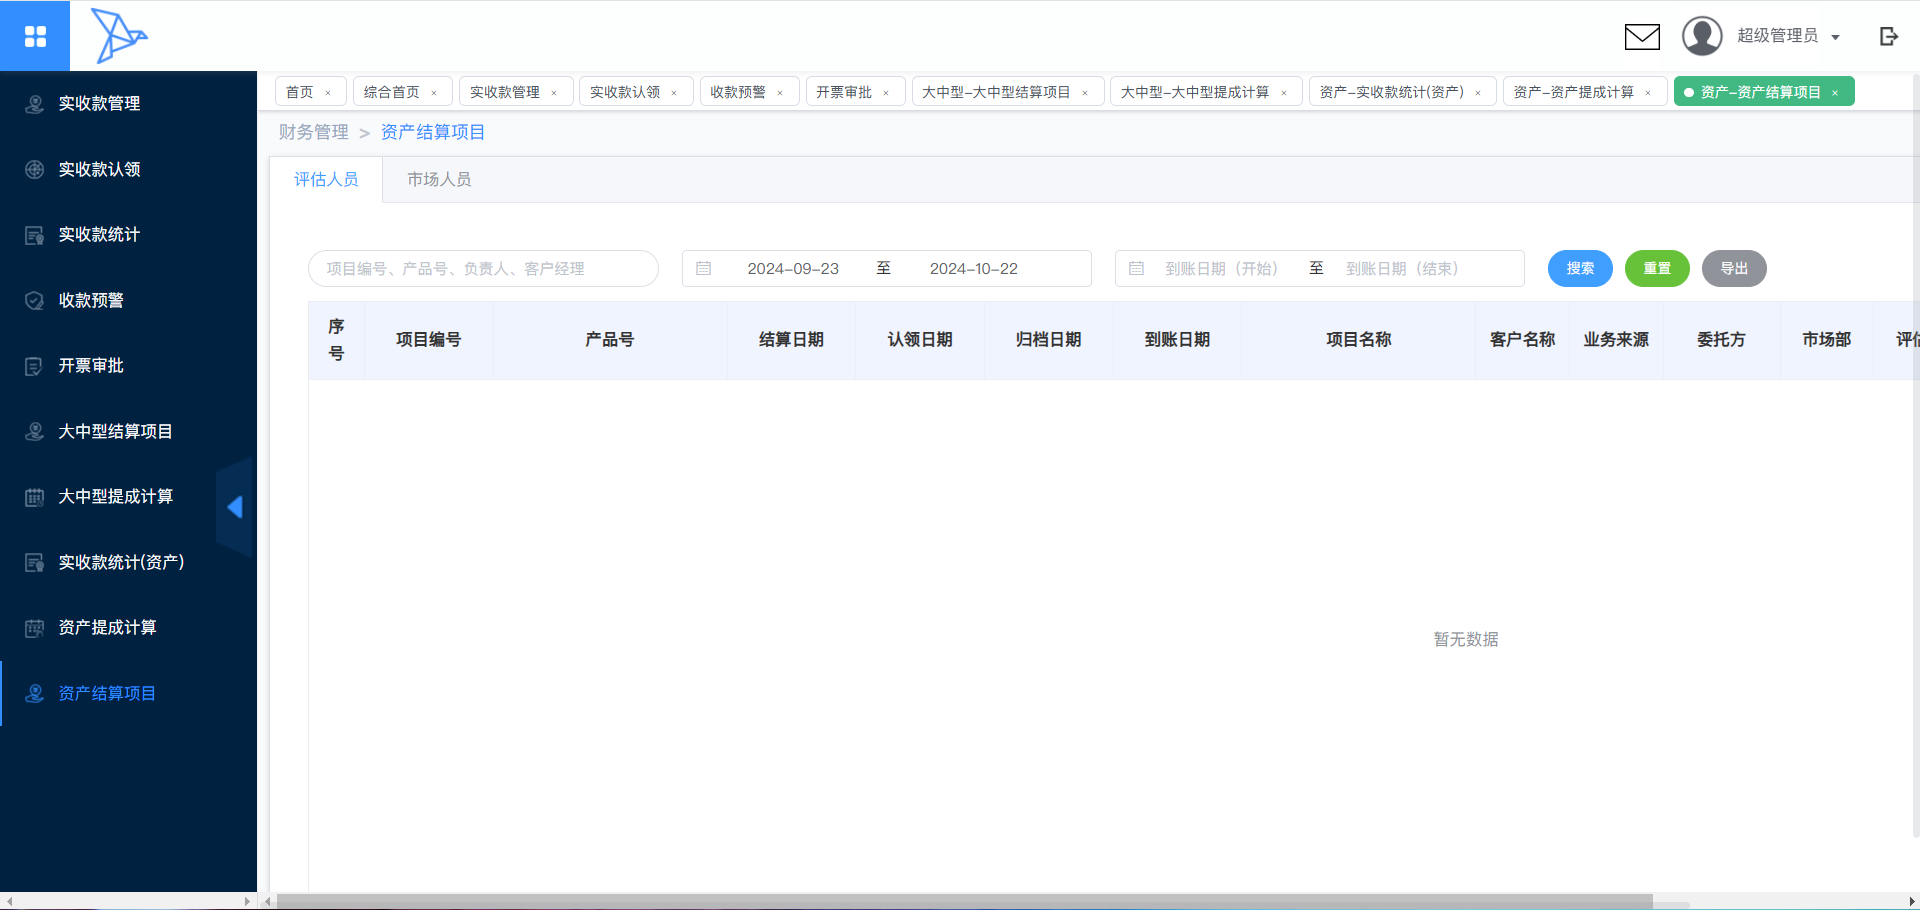 超级管理员
首页 × 综合首页 × 实收款管理 × 实收款认领 × 收款预警 × 开票审批 × 大中型-大中型结算项目 × 大中型-大中型提成计算 × 资产-实收款统计(资产) × 资产-资产提成计算 × 资产-资产结算项目 ×
实收款管理
实收款认领
实收款统计
收款预警
开票审批
大中型结算项目
大中型提成计算
实收款统计(资产)
资产提成计算
资产结算项目
财务管理 > 资产结算项目
评估人员 市场人员
项目编号、产品号、负责人、客户经理 2024-09-23 至 2024-10-22 到账日期（开始） 至 到账日期（结束） 搜索 重置 导出
序号 项目编号 产品号 结算日期 认领日期 归档日期 到账日期 项目名称 客户名称 业务来源 委托方 市场部 评
暂无数据